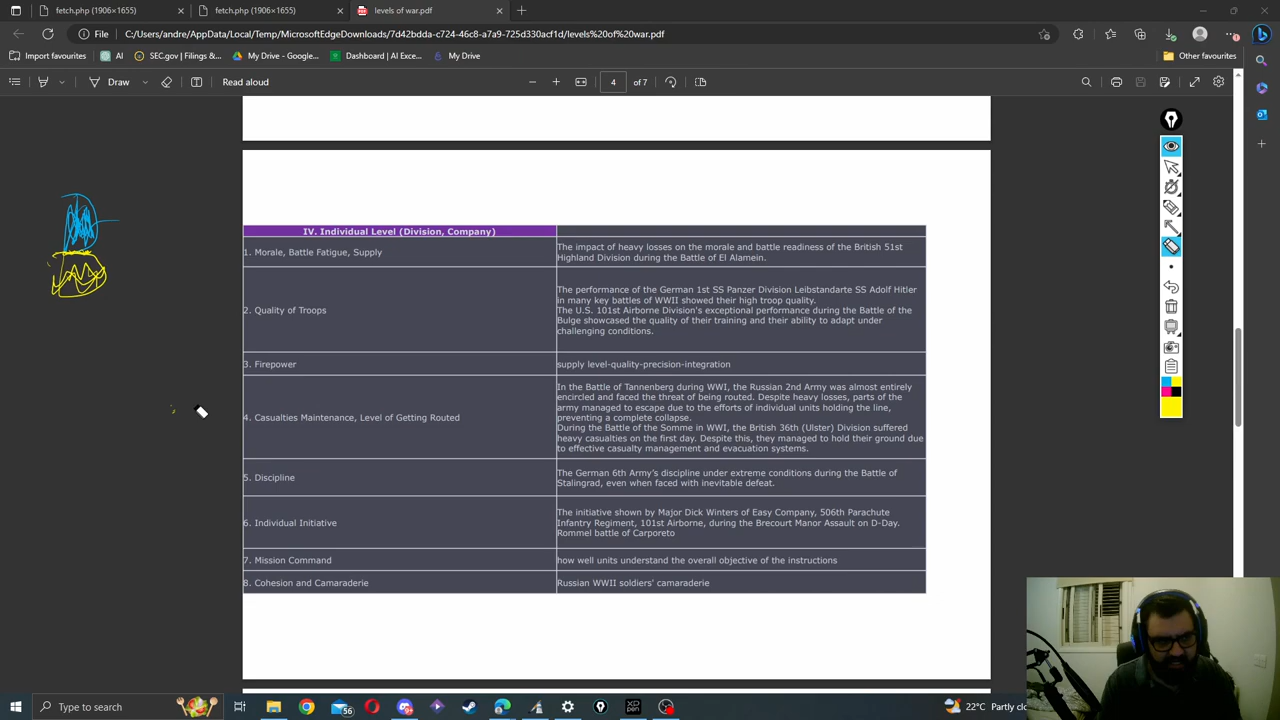 fetch.php (1906×1655)
fetch.php (1906×1655)
levels of war.pdf
File
C:/Users/andre/AppData/Local/Temp/MicrosoftEdgeDownloads/7d42bdda-c724-46c8-a7a9-725d330acf1d/levels%20of%20war.pdf
Import favourites
AI
SEC.gov | Filings &...
My Drive - Google...
Dashboard | AI Exce...
My Drive
Other favourites
Draw
Read aloud
4 of 7
IV. Individual Level (Division, Company)
1. Morale, Battle Fatigue, Supply
The impact of heavy losses on the morale and battle readiness of the British 51st
Highland Division during the Battle of El Alamein.
2. Quality of Troops
The performance of the German 1st SS Panzer Division Leibstandarte SS Adolf Hitler
in many key battles of WWII showed their high troop quality.
The U.S. 101st Airborne Division's exceptional performance during the Battle of the
Bulge showcased the quality of their training and their ability to adapt under
challenging conditions.
3. Firepower
supply level-quality-precision-integration
4. Casualties Maintenance, Level of Getting Routed
In the Battle of Tannenberg during WWI, the Russian 2nd Army was almost entirely
encircled and faced the threat of being routed. Despite heavy losses, parts of the
army managed to escape due to the efforts of individual units holding the line,
preventing a complete collapse.
During the Battle of the Somme in WWI, the British 36th (Ulster) Division suffered
heavy casualties on the first day. Despite this, they managed to hold their ground due
to effective casualty management and evacuation systems.
5. Discipline
The German 6th Army's discipline under extreme conditions during the Battle of
Stalingrad, even when faced with inevitable defeat.
6. Individual Initiative
The initiative shown by Major Dick Winters of Easy Company, 506th Parachute
Infantry Regiment, 101st Airborne, during the Brecourt Manor Assault on D-Day.
Rommel battle of Carporeto
7. Mission Command
how well units understand the overall objective of the instructions
8. Cohesion and Camaraderie
Russian WWII soldiers' camaraderie
Type to search
56
22°C Partly clo